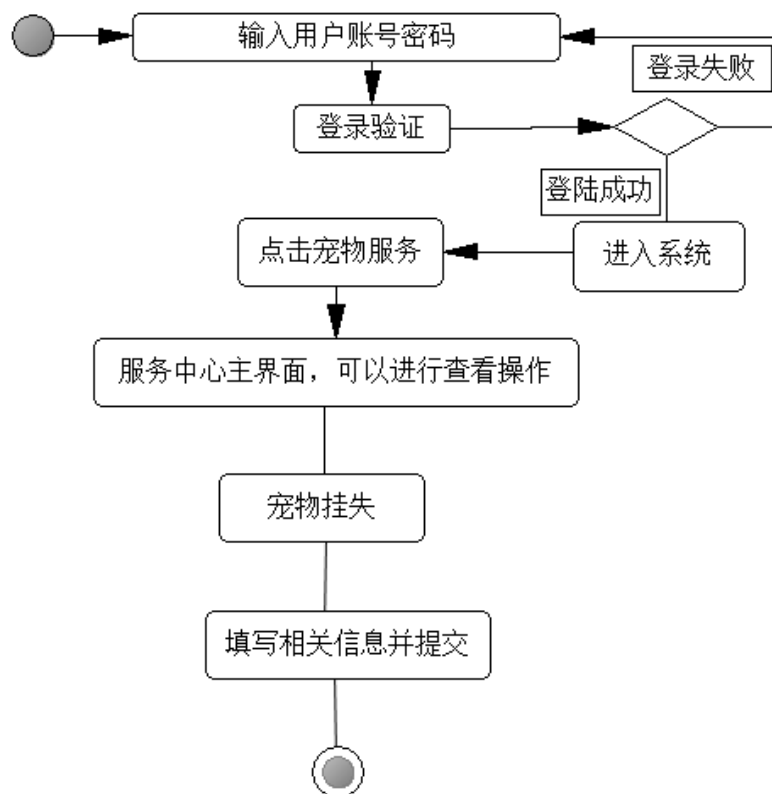 输入用户账号密码
登录失败
登录验证
登陆成功
点击宠物服务
进入系统
服务中心主界面，可以进行查看操作
宠物挂失
填写相关信息并提交